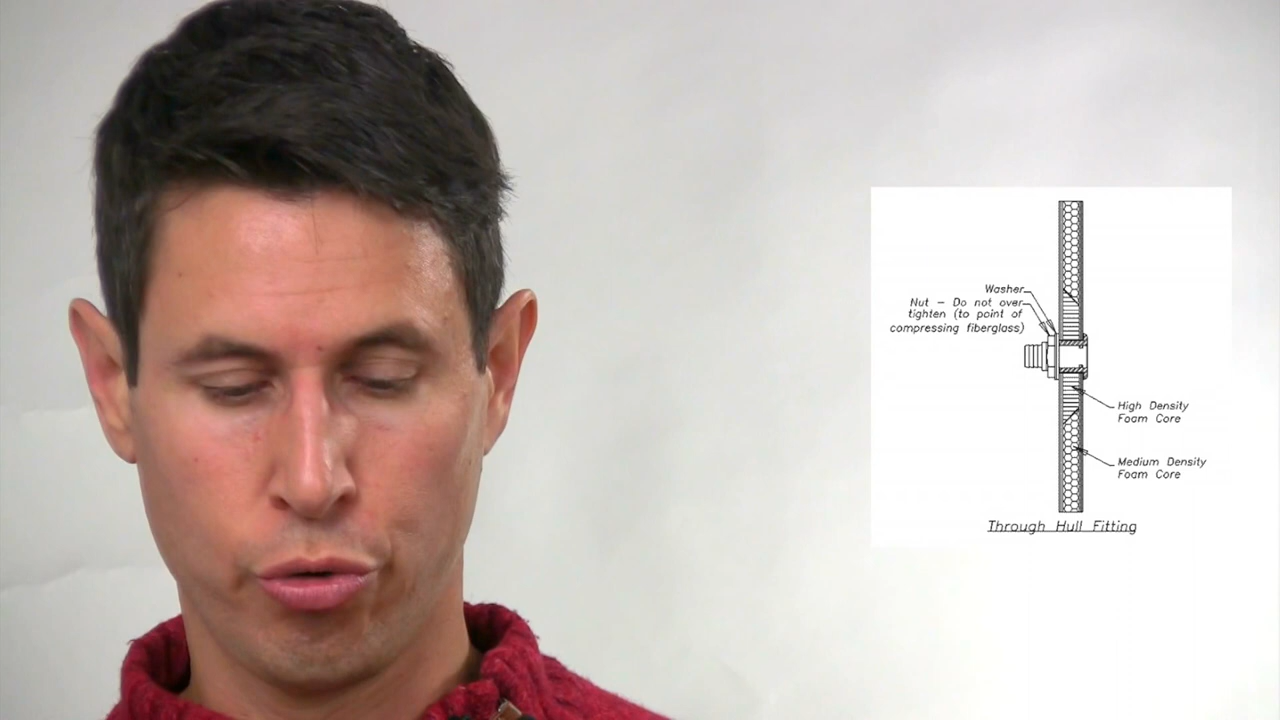 Washer
Nut - Do not over
tighten (to point of
compressing fiberglass)
High Density
Foam Core
Medium Density
Foam Core
Through Hull Fitting